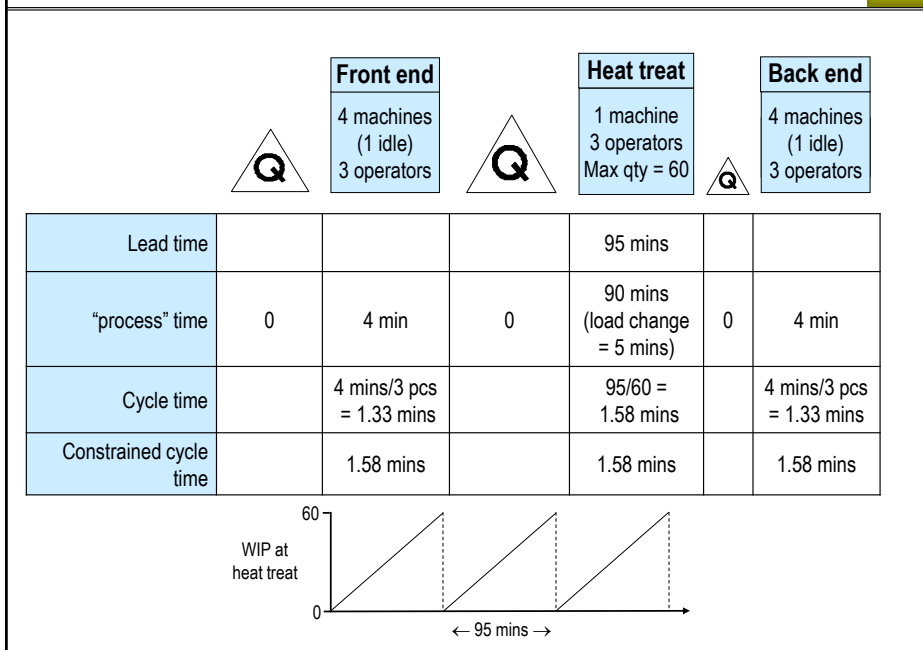 Front end
4 machines
(1 idle)
3 operators
Heat treat
1 machine
3 operators
Max qty = 60
Back end
4 machines
(1 idle)
3 operators
Q
Q
Q
Lead time
95 mins
“process” time
0
4 min
0
90 mins
(load change
= 5 mins)
0
4 min
Cycle time
4 mins/3 pcs
= 1.33 mins
95/60 =
1.58 mins
4 mins/3 pcs
= 1.33 mins
Constrained cycle
time
1.58 mins
1.58 mins
1.58 mins
60
WIP at
heat treat
0
← 95 mins →